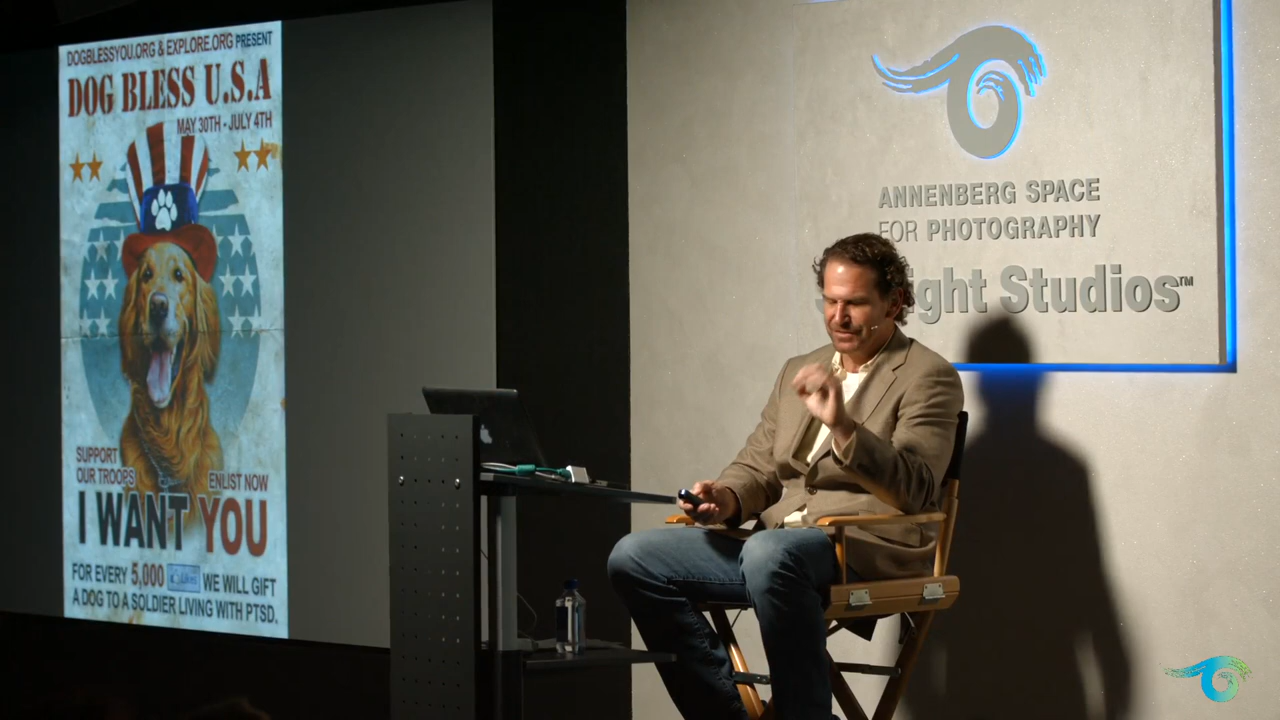 DOGBLESSYOU.ORG & EXPLORE.ORG PRESENT
DOG BLESS U.S.A
MAY 30TH - JULY 4TH
SUPPORT
OUR TROOPS
ENLIST NOW
I WANT YOU
FOR EVERY 5,000 Likes WE WILL GIFT
A DOG TO A SOLDIER LIVING WITH PTSD.
ANNENBERG SPACE
FOR PHOTOGRAPHY
Studios™